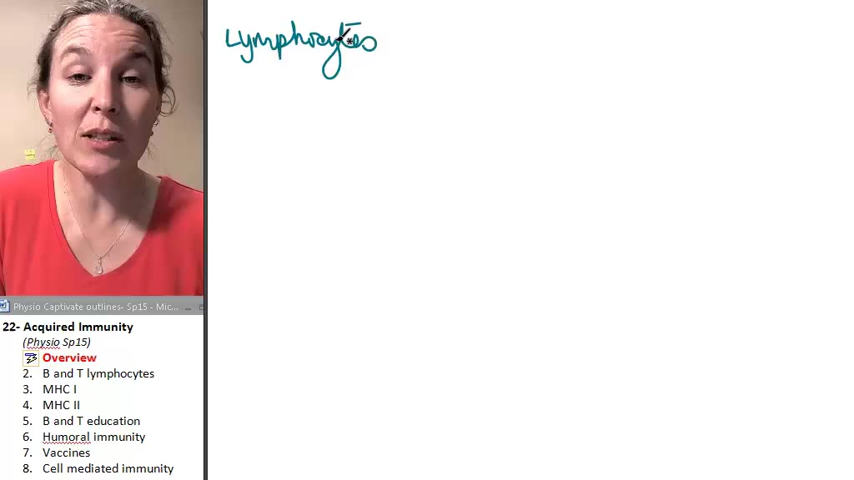 Lymphocytes
Physio Captivate outlines- Sp15 - Mic...
22- Acquired Immunity
(Physio Sp15)
Overview
2. B and T lymphocytes
3. MHC I
4. MHC II
5. B and T education
6. Humoral immunity
7. Vaccines
8. Cell mediated immunity